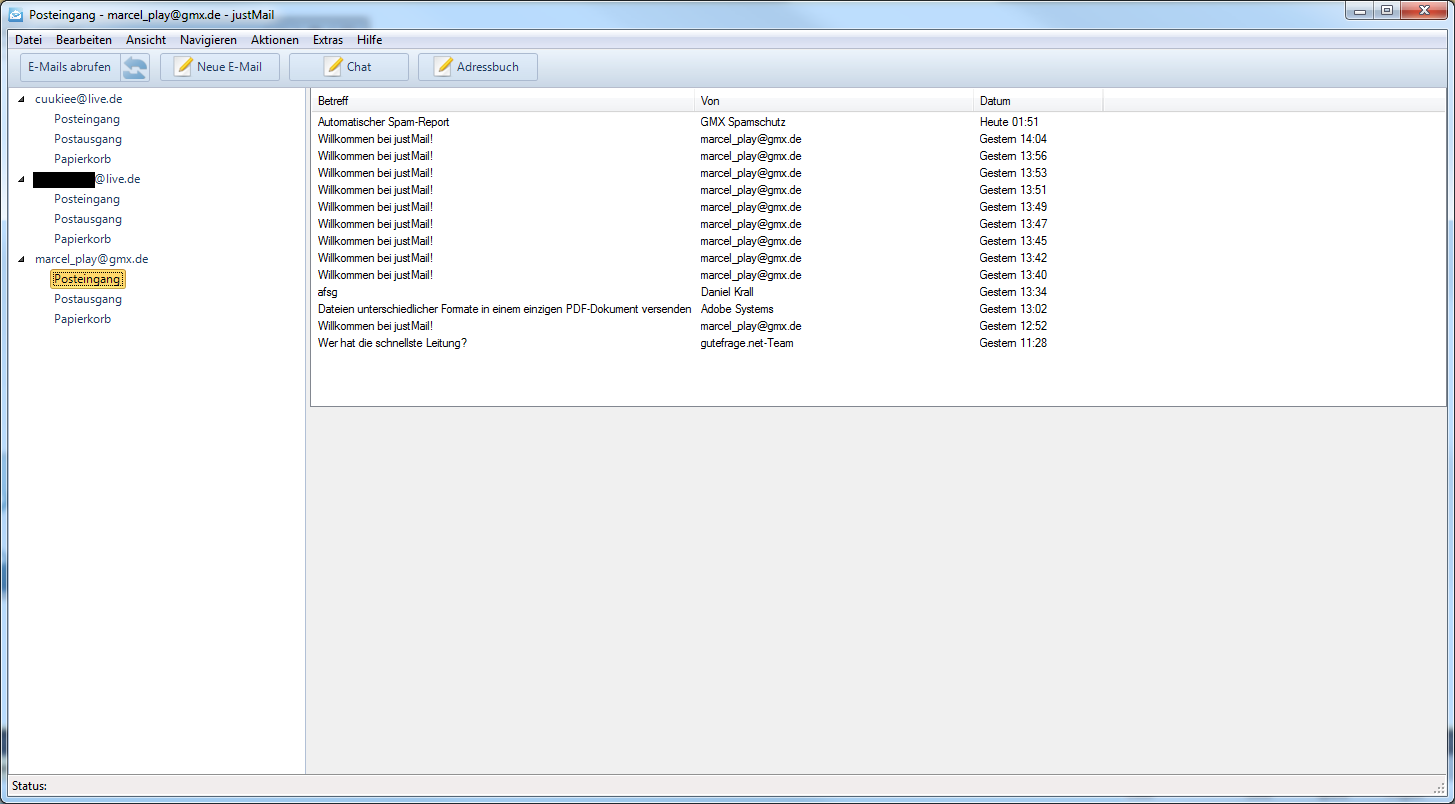 Posteingang - marcel_play@gmx.de - justMail
Datei Bearbeiten Ansicht Navigieren Aktionen Extras Hilfe
E-Mails abrufen Neue E-Mail Chat Adressbuch
cuukiee@live.de
Posteingang
Postausgang
Papierkorb
@live.de
Posteingang
Postausgang
Papierkorb
marcel_play@gmx.de
Posteingang
Postausgang
Papierkorb
Betreff Von Datum
Automatischer Spam-Report GMX Spamschutz Heute 01:51
Willkommen bei justMail! marcel_play@gmx.de Gestern 14:04
Willkommen bei justMail! marcel_play@gmx.de Gestern 13:56
Willkommen bei justMail! marcel_play@gmx.de Gestern 13:53
Willkommen bei justMail! marcel_play@gmx.de Gestern 13:51
Willkommen bei justMail! marcel_play@gmx.de Gestern 13:49
Willkommen bei justMail! marcel_play@gmx.de Gestern 13:47
Willkommen bei justMail! marcel_play@gmx.de Gestern 13:45
Willkommen bei justMail! marcel_play@gmx.de Gestern 13:42
Willkommen bei justMail! marcel_play@gmx.de Gestern 13:40
afsg Daniel Krall Gestern 13:34
Dateien unterschiedlicher Formate in einem einzigen PDF-Dokument versenden Adobe Systems Gestern 13:02
Willkommen bei justMail! marcel_play@gmx.de Gestern 12:52
Wer hat die schnellste Leitung? gutefrage.net-Team Gestern 11:28
Status: